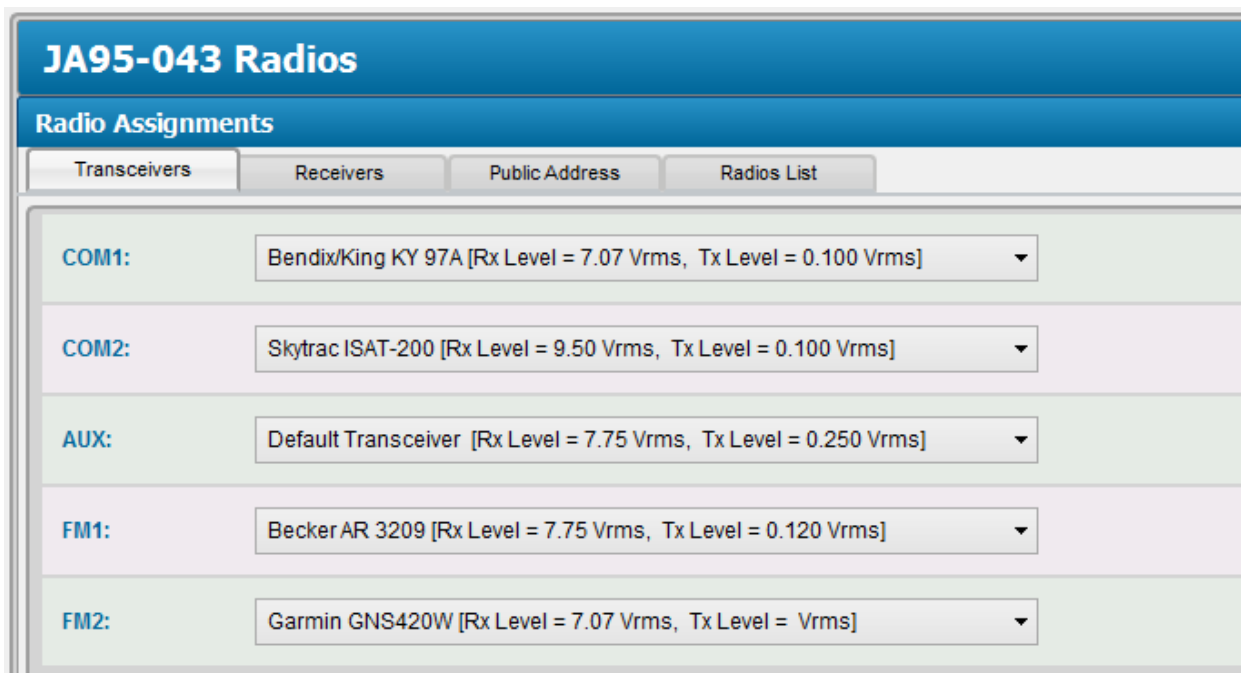 JA95-043 Radios
Radio Assignments
Transceivers Receivers Public Address Radios List
COM1: Bendix/King KY 97A [Rx Level = 7.07 Vrms, Tx Level = 0.100 Vrms]
COM2: Skytrac ISAT-200 [Rx Level = 9.50 Vrms, Tx Level = 0.100 Vrms]
AUX: Default Transceiver [Rx Level = 7.75 Vrms, Tx Level = 0.250 Vrms]
FM1: Becker AR 3209 [Rx Level = 7.75 Vrms, Tx Level = 0.120 Vrms]
FM2: Garmin GNS420W [Rx Level = 7.07 Vrms, Tx Level = Vrms]